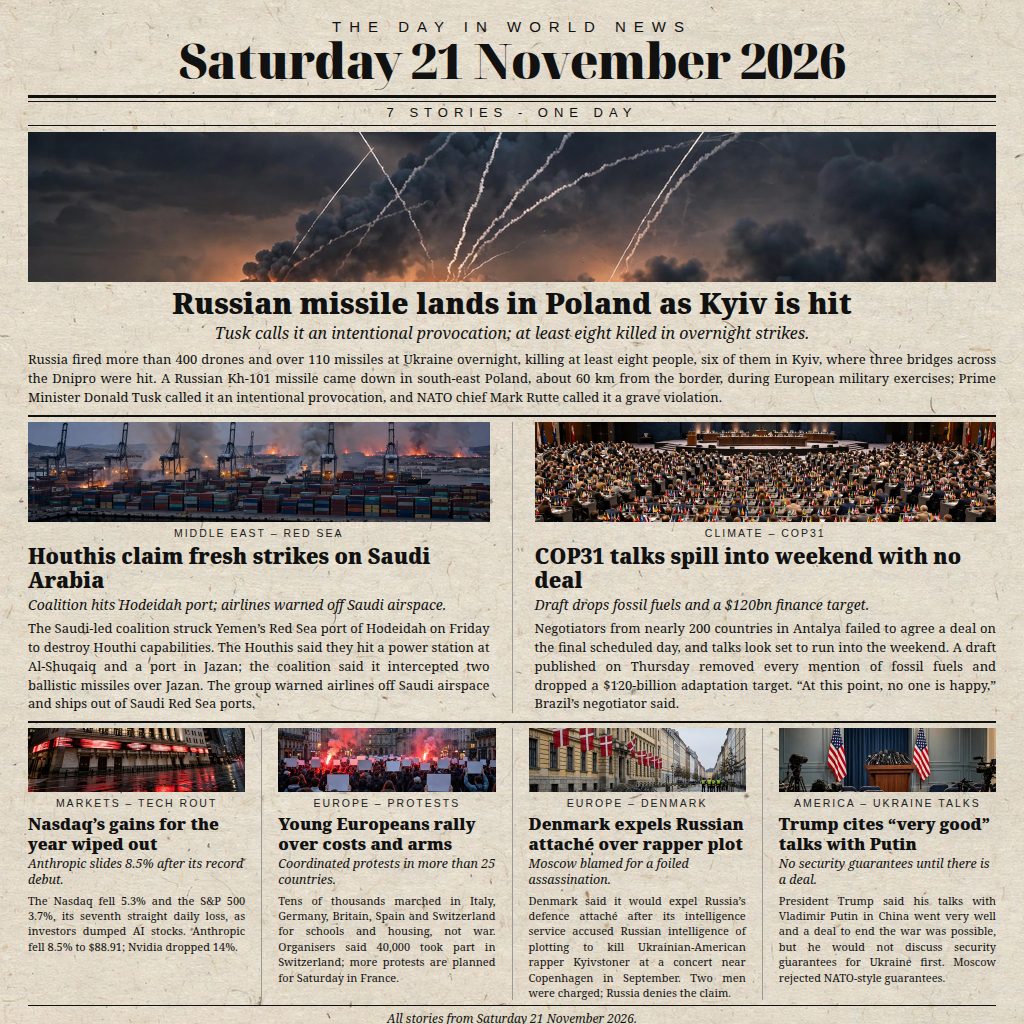 THE DAY IN WORLD NEWS
Saturday 21 November 2026
7 STORIES - ONE DAY
Russian missile lands in Poland as Kyiv is hit
Tusk calls it an intentional provocation; at least eight killed in overnight strikes.
Russia fired more than 400 drones and over 110 missiles at Ukraine overnight, killing at least eight people, six of them in Kyiv, where three bridges across
the Dnipro were hit. A Russian Kh-101 missile came down in south-east Poland, about 60 km from the border, during European military exercises; Prime
Minister Donald Tusk called it an intentional provocation, and NATO chief Mark Rutte called it a grave violation.
MIDDLE EAST – RED SEA
Houthis claim fresh strikes on Saudi
Arabia
Coalition hits Hodeidah port; airlines warned off Saudi airspace.
The Saudi-led coalition struck Yemen’s Red Sea port of Hodeidah on Friday
to destroy Houthi capabilities. The Houthis said they hit a power station at
Al-Shuqaiq and a port in Jazan; the coalition said it intercepted two
ballistic missiles over Jazan. The group warned airlines off Saudi airspace
and ships out of Saudi Red Sea ports.
CLIMATE – COP31
COP31 talks spill into weekend with no
deal
Draft drops fossil fuels and a $120bn finance target.
Negotiators from nearly 200 countries in Antalya failed to agree a deal on
the final scheduled day, and talks look set to run into the weekend. A draft
published on Thursday removed every mention of fossil fuels and
dropped a $120-billion adaptation target. “At this point, no one is happy,”
Brazil’s negotiator said.
MARKETS – TECH ROUT
Nasdaq’s gains for the
year wiped out
Anthropic slides 8.5% after its record
debut.
The Nasdaq fell 5.3% and the S&P 500
3.7%, its seventh straight daily loss, as
investors dumped AI stocks. Anthropic
fell 8.5% to $88.91; Nvidia dropped 14%.
EUROPE – PROTESTS
Young Europeans rally
over costs and arms
Coordinated protests in more than 25
countries.
Tens of thousands marched in Italy,
Germany, Britain, Spain and Switzerland
for schools and housing, not war.
Organisers said 40,000 took part in
Switzerland; more protests are planned
for Saturday in France.
EUROPE – DENMARK
Denmark expels Russian
attaché over rapper plot
Moscow blamed for a foiled
assassination.
Denmark said it would expel Russia’s
defence attaché after its intelligence
service accused Russian intelligence of
plotting to kill Ukrainian-American
rapper Kyivstoner at a concert near
Copenhagen in September. Two men
were charged; Russia denies the claim.
AMERICA – UKRAINE TALKS
Trump cites “very good”
talks with Putin
No security guarantees until there is
a deal.
President Trump said his talks with
Vladimir Putin in China went very well
and a deal to end the war was possible,
but he would not discuss security
guarantees for Ukraine first. Moscow
rejected NATO-style guarantees.
All stories from Saturday 21 November 2026.